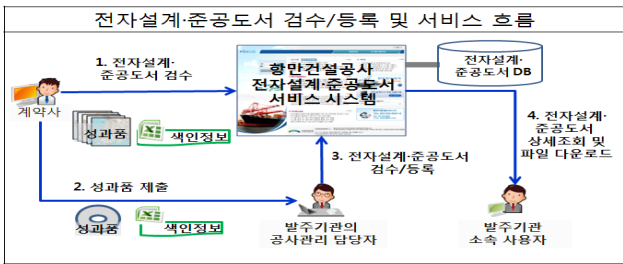 전자설계·준공도서 검수/등록 및 서비스 흐름
1. 전자설계·
준공도서 검수
계약사
성과품
색인정보
항만건설공사
전자설계·준공도서
서비스 시스템
전자설계·
준공도서 DB
4. 전자설계·
준공도서
상세조회 및
파일 다운로드
3. 전자설계·준공도서
검수/등록
2. 성과품 제출
성과품
색인정보
발주기관의
공사관리 담당자
발주기관
소속 사용자